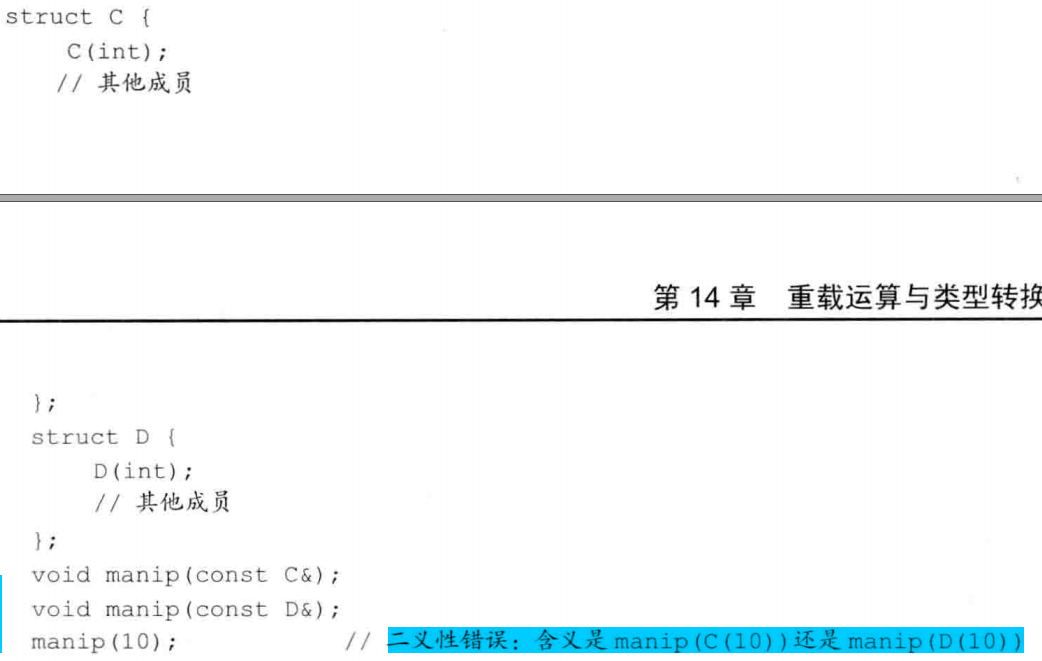 struct C {
C(int);
// 其他成员
第 14 章 重载运算与类型转换
};
struct D {
D(int);
// 其他成员
};
void manip(const C&);
void manip(const D&);
manip(10); // 二义性错误：含义是 manip(C(10))还是 manip(D(10))